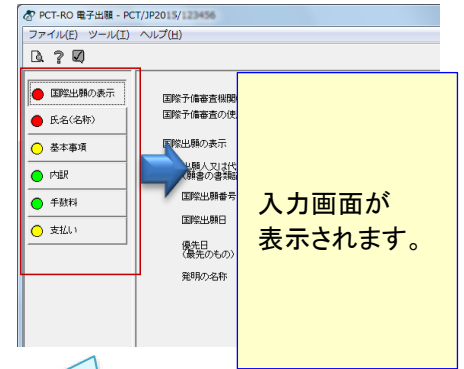 PCT-RO 電子出願 - PCT/JP2015/
ファイル(F) ツール(T) ヘルプ(H)
国際出願の表示
氏名(名称)
基本事項
内訳
手数料
支払い
国際予備審査機関
国際予備審査の使
国際出願の表示
出願人又は代
願書の書類
国際出願番号
国際出願日
優先日
(最先のもの)
発明の名称
入力画面が
表示されます。